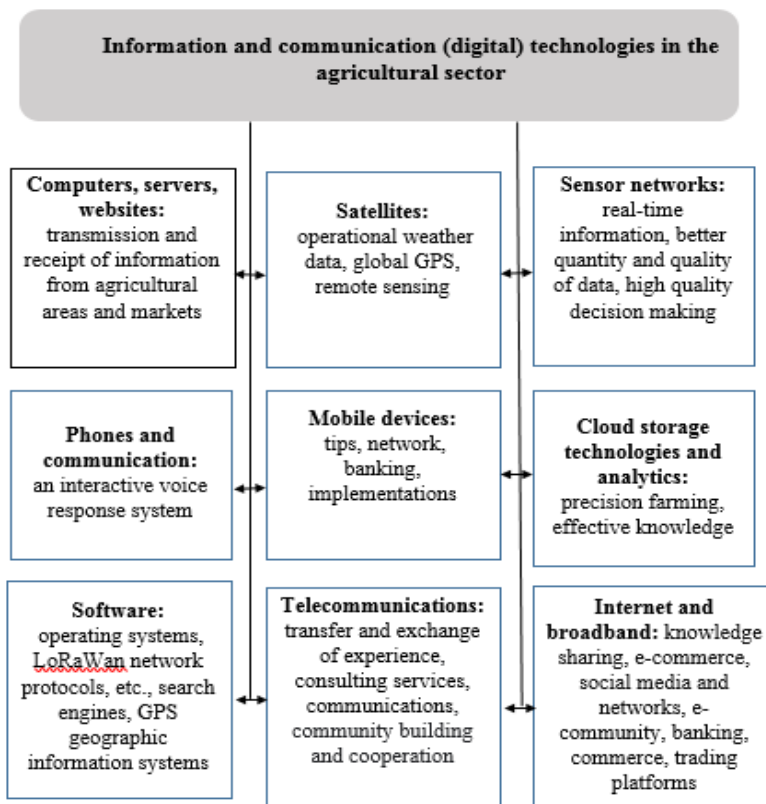 Information and communication (digital) technologies in the
agricultural sector
Computers, servers,
websites:
transmission and
receipt of information
from agricultural
areas and markets
Satellites:
operational weather
data, global GPS,
remote sensing
Sensor networks:
real-time
information, better
quantity and quality
of data, high quality
decision making
Phones and
communication:
an interactive voice
response system
Mobile devices:
tips, network,
banking,
implementations
Cloud storage
technologies and
analytics:
precision farming,
effective knowledge
Software:
operating systems,
LoRaWan network
protocols, etc., search
engines, GPS
geographic
information systems
Telecommunications:
transfer and exchange
of experience,
consulting services,
communications,
community building
and cooperation
Internet and
broadband: knowledge
sharing, e-commerce,
social media and
networks, e-
community, banking,
commerce, trading
platforms